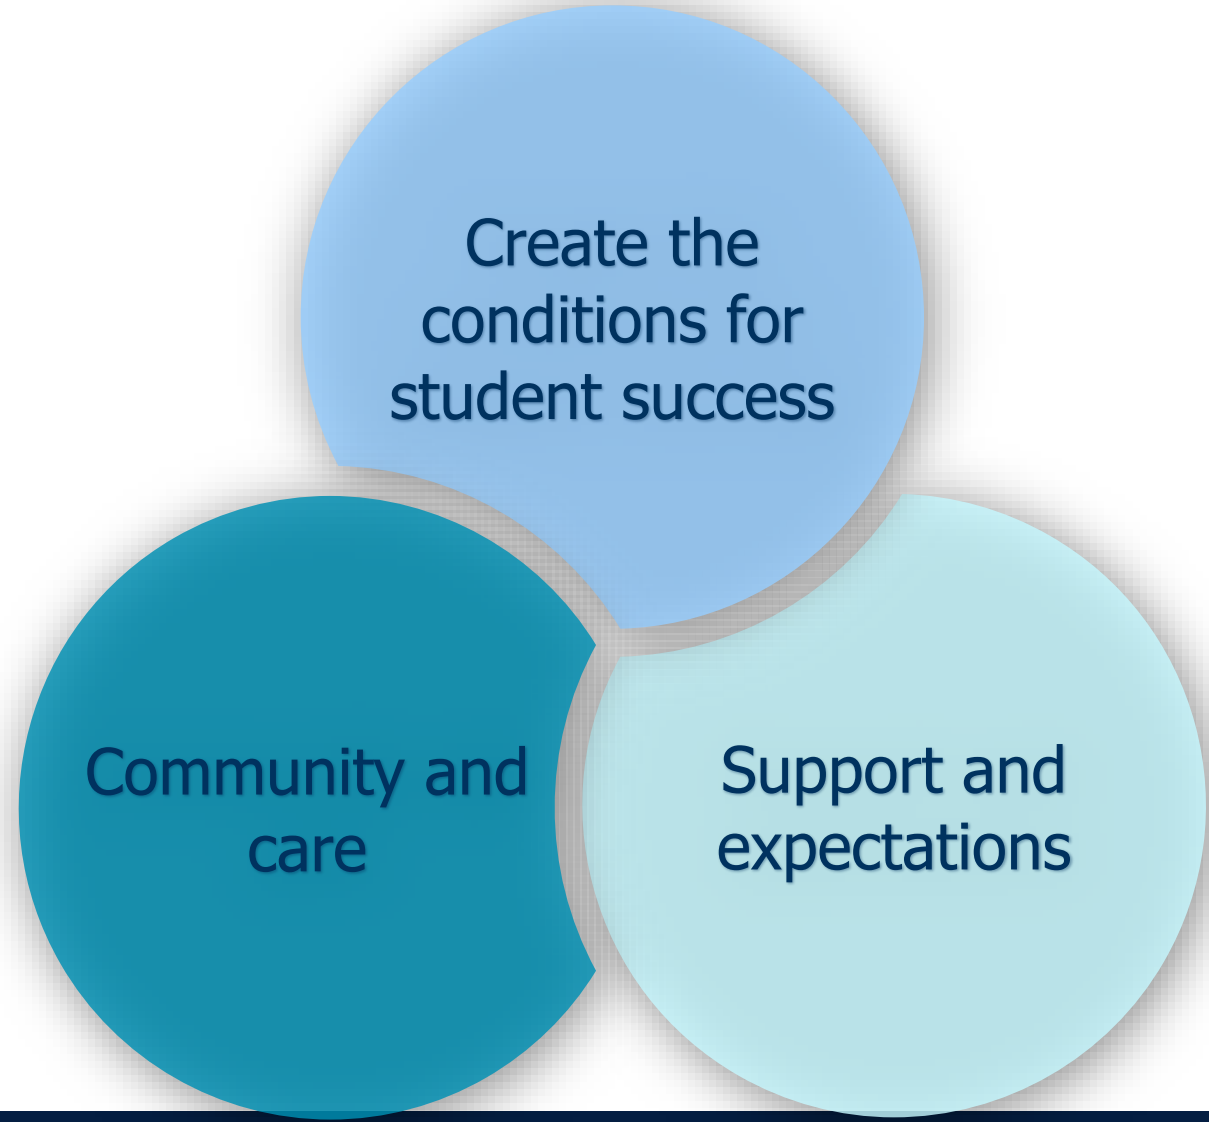 Create the
conditions for
student success
Community and
care
Support and
expectations